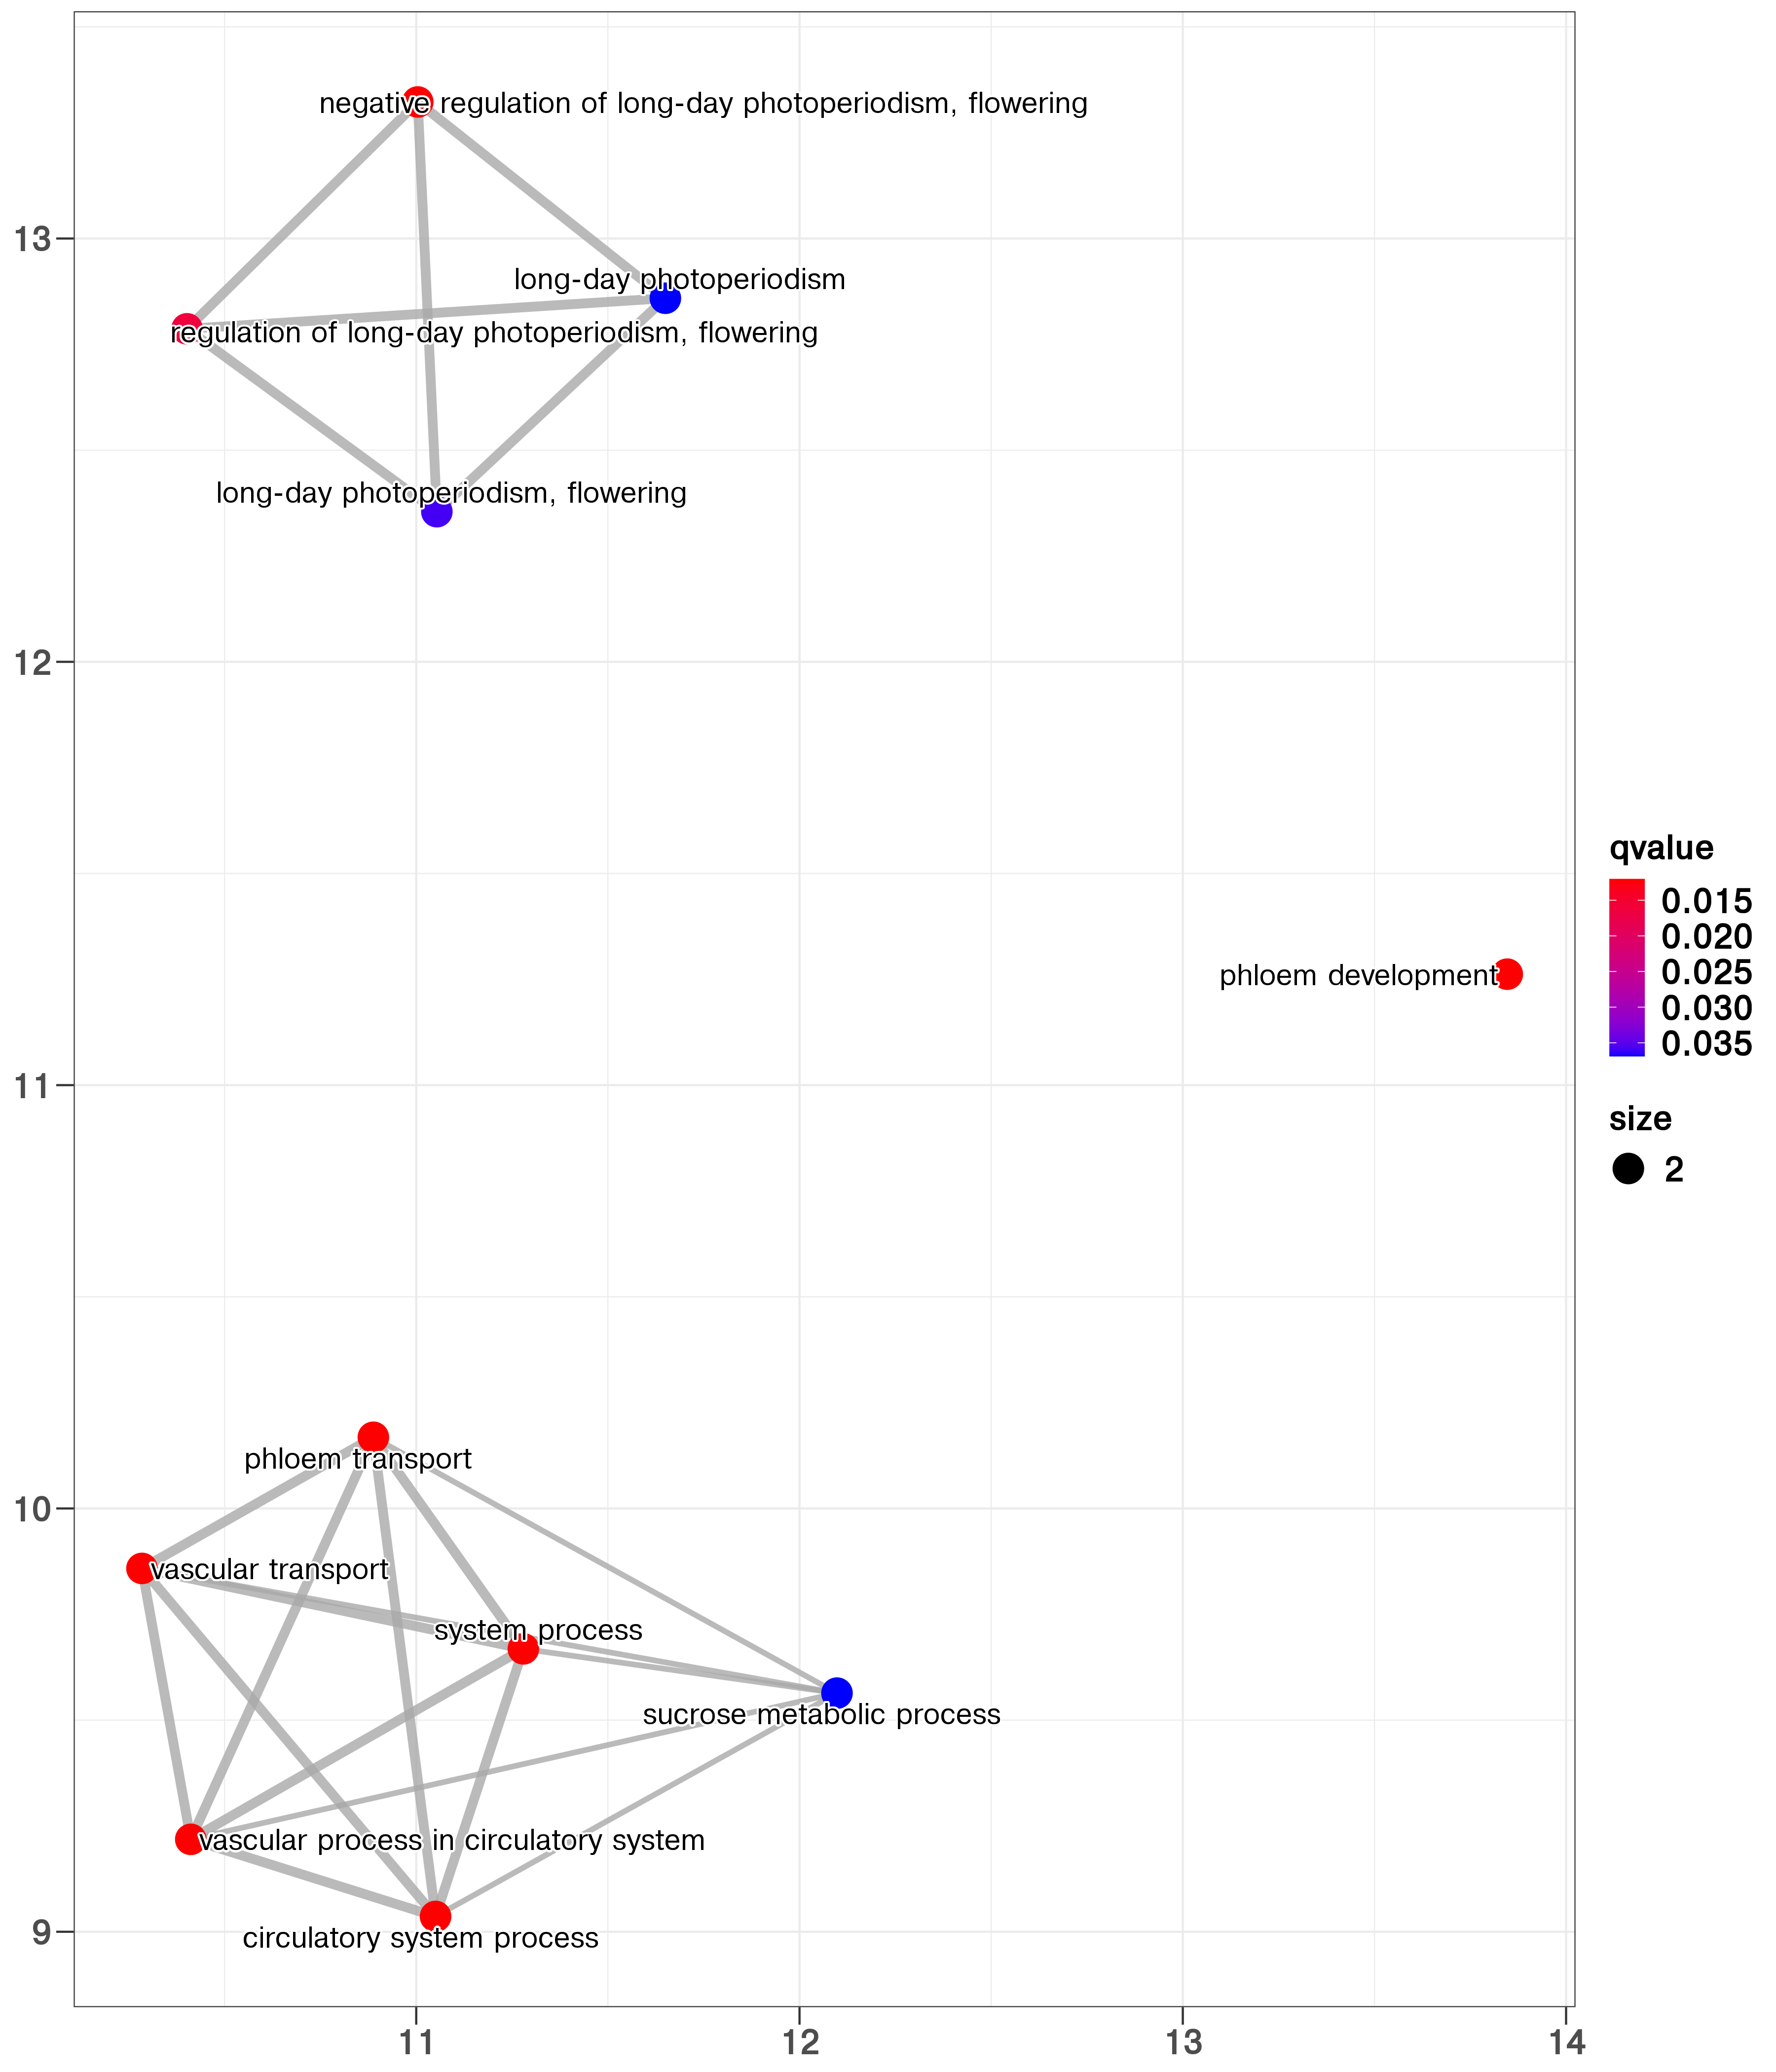 negative regulation of long-day photoperiodism, flowering
13
long-day photoperiodism
regulation of long-day photoperiodism, flowering
long-day photoperiodism, flowering
12
qvalue
0.015
0.020
0.025
0.030
0.035
phloem development
11
size
2
phloem transport
10
vascular transport
system process
sucrose metabolic process
vascular process in circulatory system
9
circulatory system process
11 12 13 14